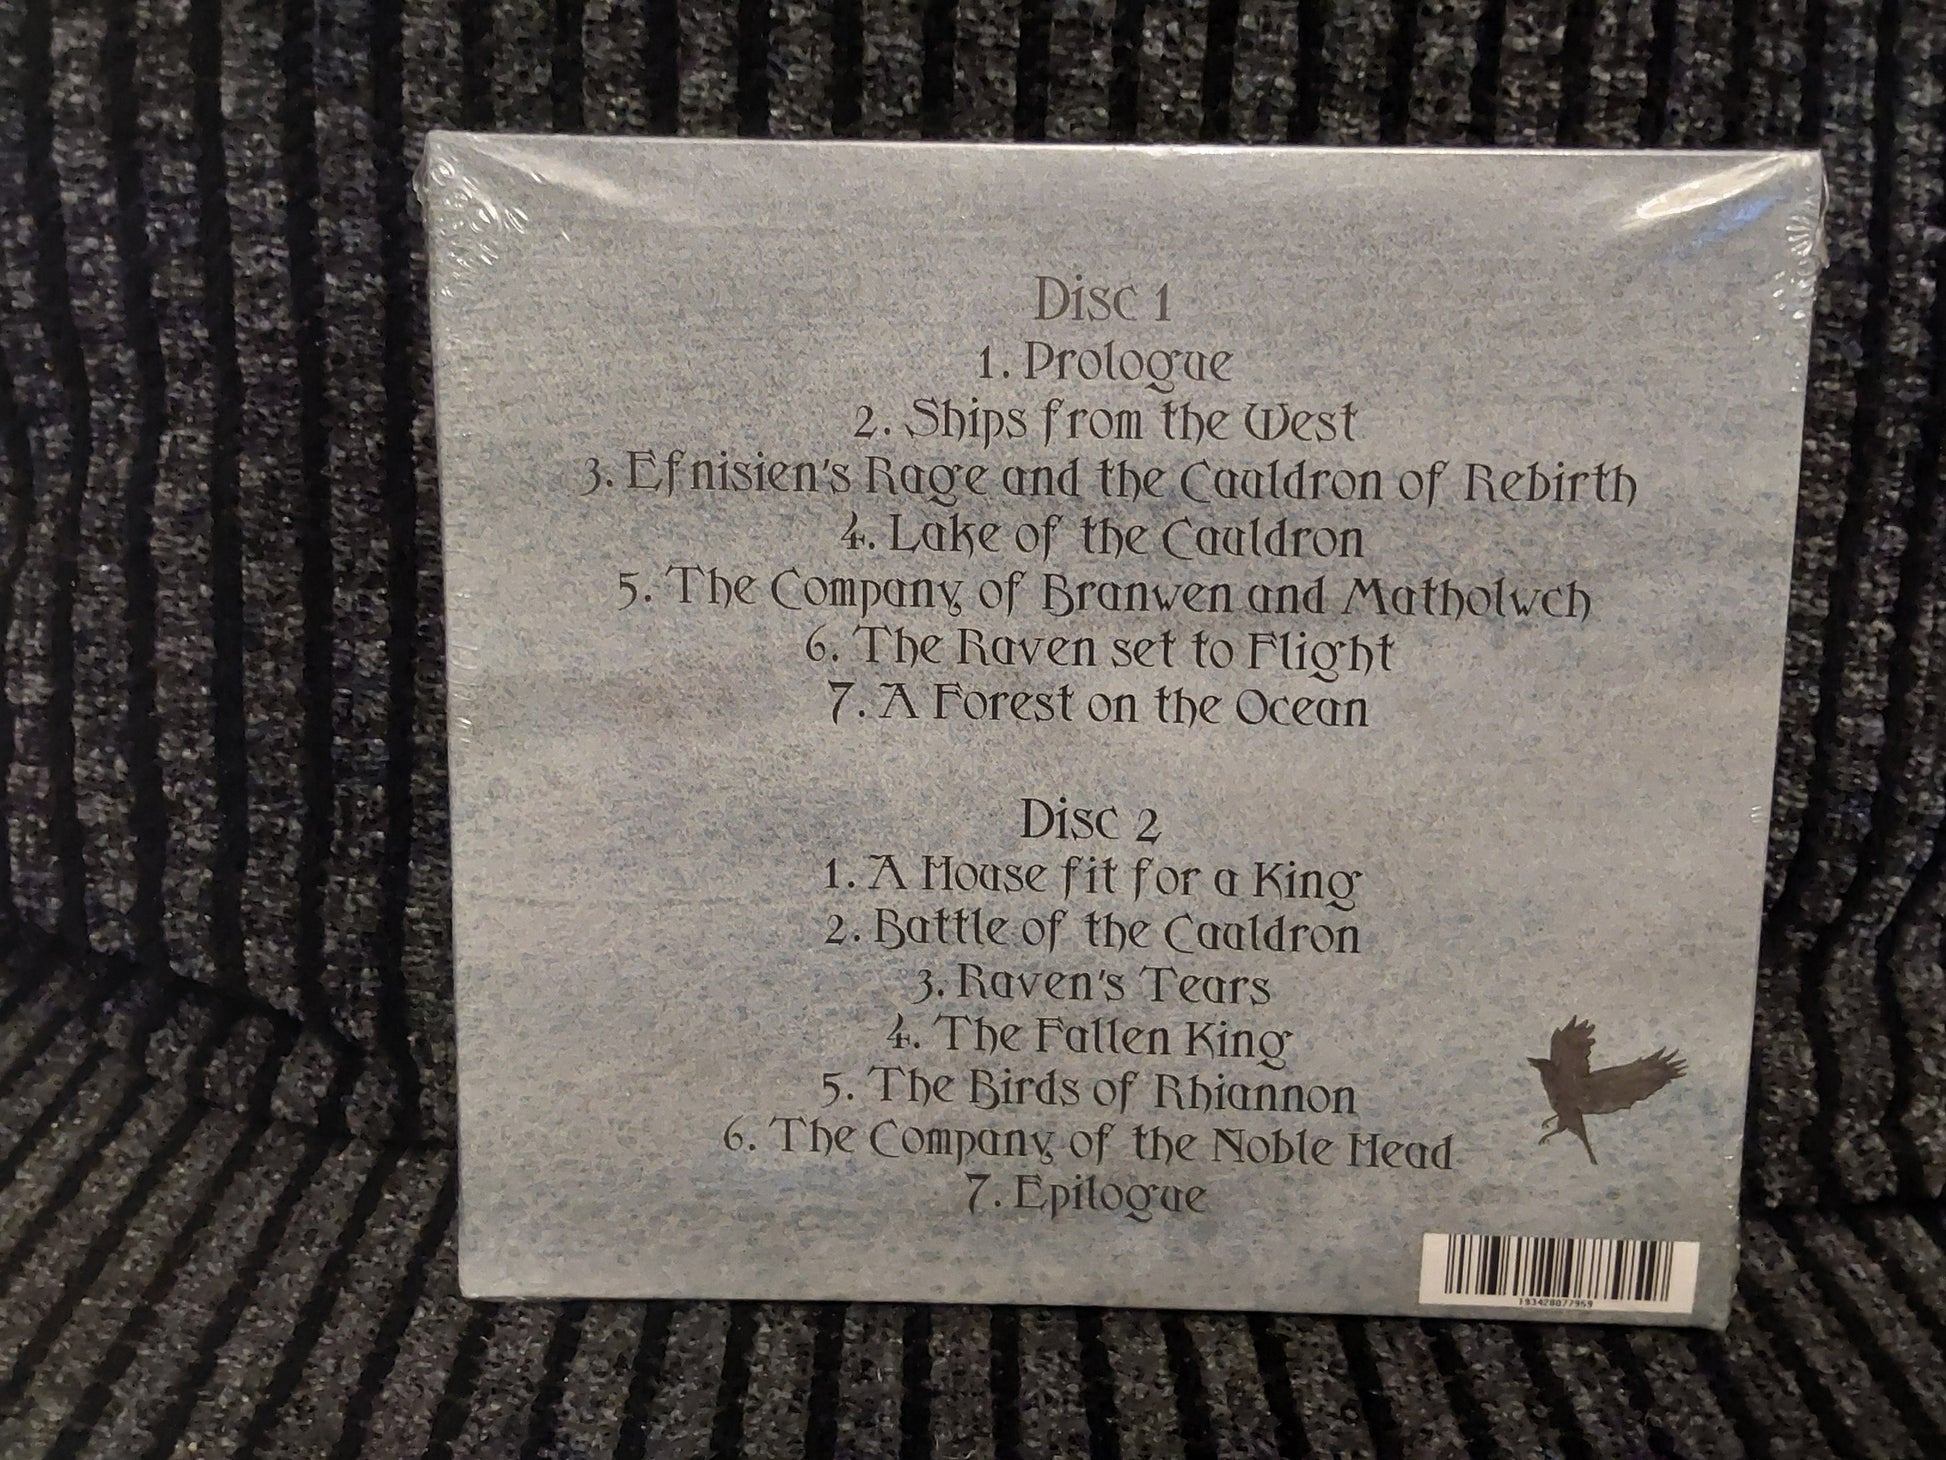 Disc 1
1. Prologue
2. Ships from the West
3. Efnisien's Rage and the Cauldron of Rebirth
4. Lake of the Cauldron
5. The Company of Branwen and Matholwch
6. The Raven set to Flight
7. A Forest on the Ocean
Disc 2
1. A House fit for a King
2. Battle of the Cauldron
3. Raven's Tears
4. The Fallen King
5. The Birds of Rhiannon
6. The Company of the Noble Head
7. Epilogue
193428077959